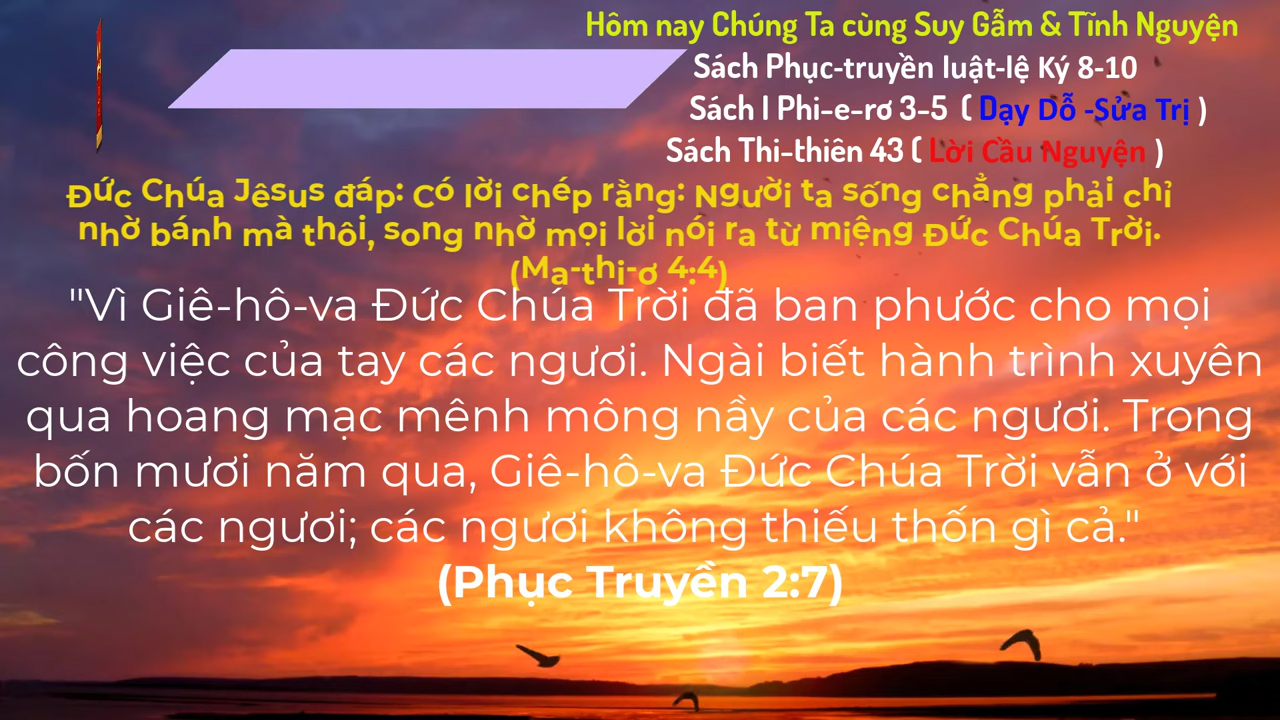 Hôm nay Chúng Ta cùng Suy Gẫm & Tĩnh Nguyện
Sách Phục-truyền luật-lệ Ký 8-10
Sách I Phi-e-rơ 3-5 ( Dạy Dỗ -Sửa Trị )
Sách Thi-thiên 43 ( Lời Cầu Nguyện )
Đức Chúa Jêsus đáp: Có lời chép rằng: Người ta sống chẳng phải chỉ
nhờ bánh mà thôi, song nhờ mọi lời nói ra từ miệng Đức Chúa Trời.
(Ma-thi-ơ 4:4)
"Vì Giê-hô-va Đức Chúa Trời đã ban phước cho mọi
công việc của tay các ngươi. Ngài biết hành trình xuyên
qua hoang mạc mênh mông nầy của các ngươi. Trong
bốn mươi năm qua, Giê-hô-va Đức Chúa Trời vẫn ở với
các ngươi; các ngươi không thiếu thốn gì cả."
(Phục Truyền 2:7)